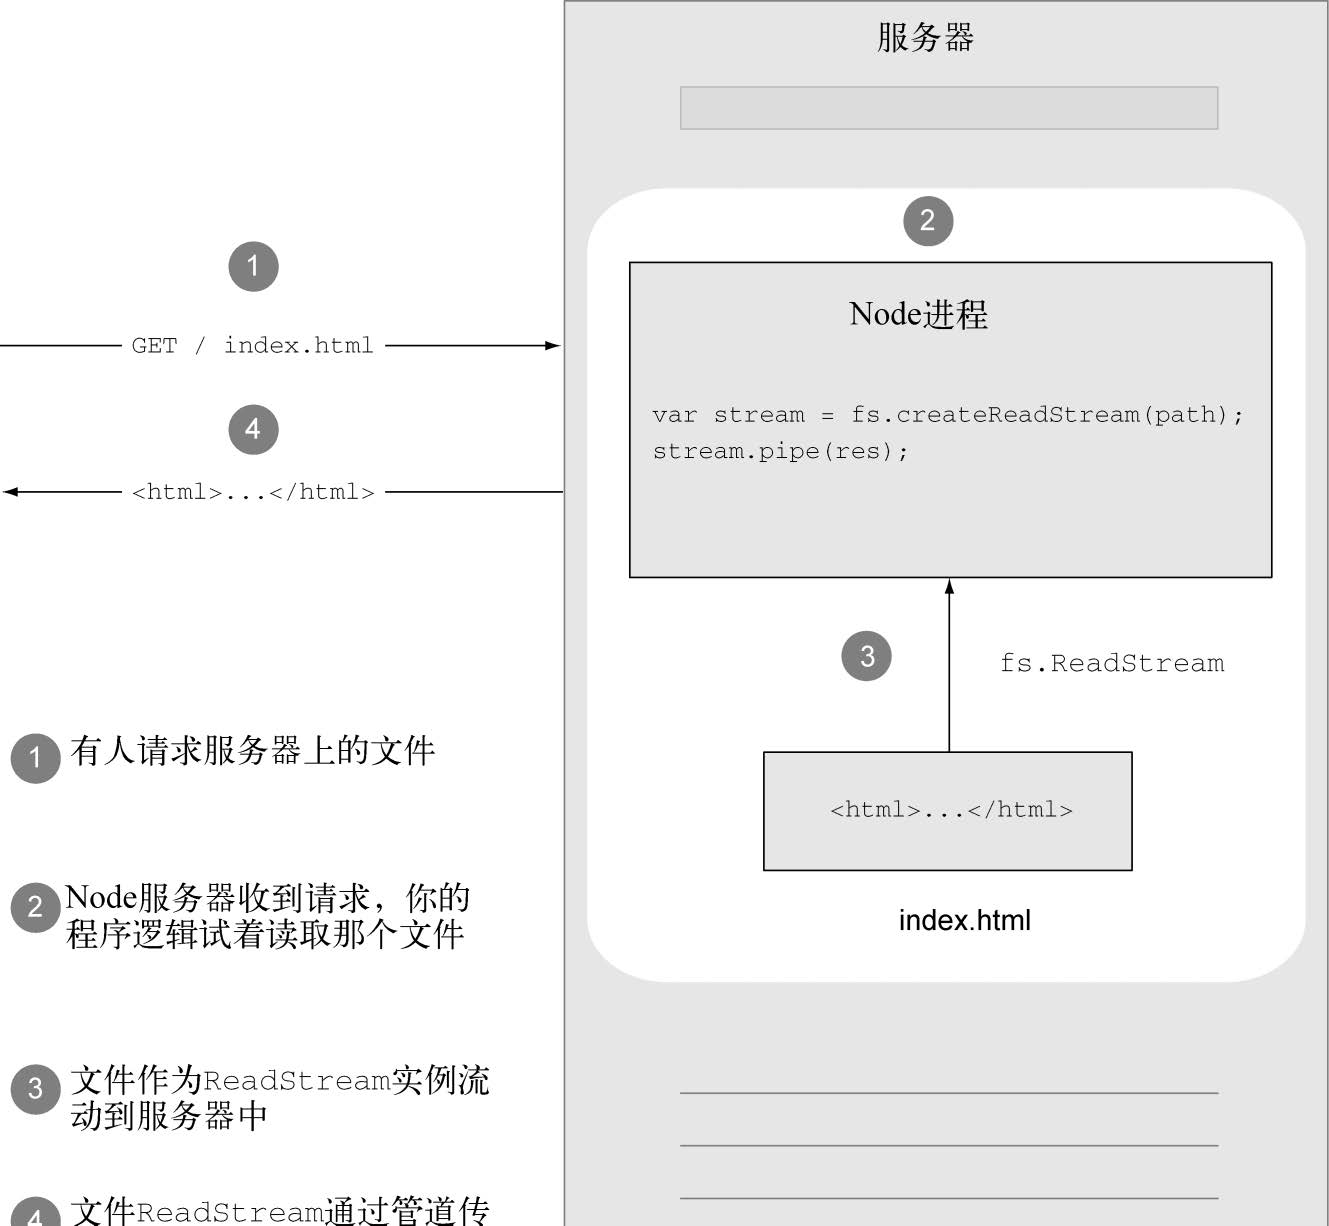 服务器
2
1
Node进程
GET / index.html
var stream = fs.createReadStream(path);
4
stream.pipe(res);
<html>...</html>
3
fs.ReadStream
1 有人请求服务器上的文件
<html>...</html>
2 Node服务器收到请求，你的
程序逻辑试着读取那个文件
index.html
3 文件作为ReadStream实例流
动到服务器中
4 文件ReadStream通过管道传